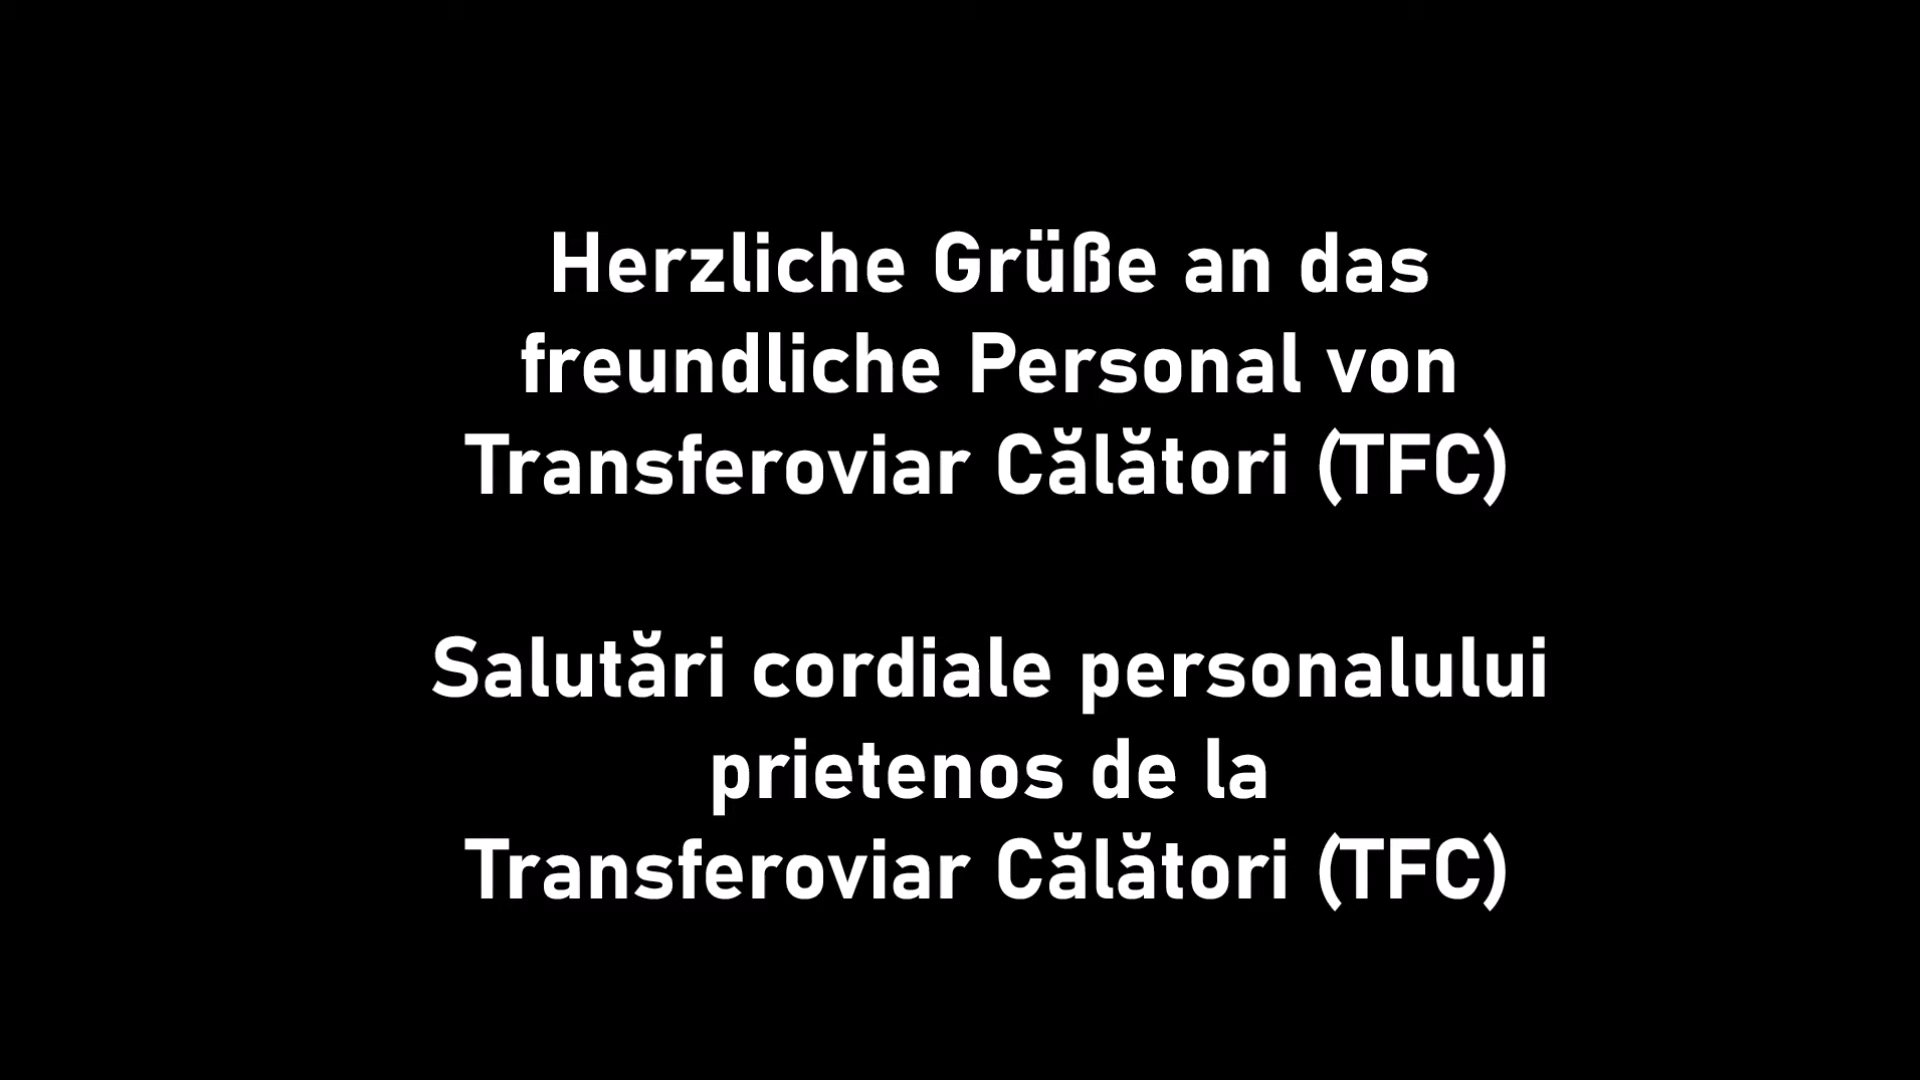 Herzliche Grüße an das
freundliche Personal von
Transferoviar Călători (TFC)
Salutări cordiale personalului
prietenos de la
Transferoviar Călători (TFC)